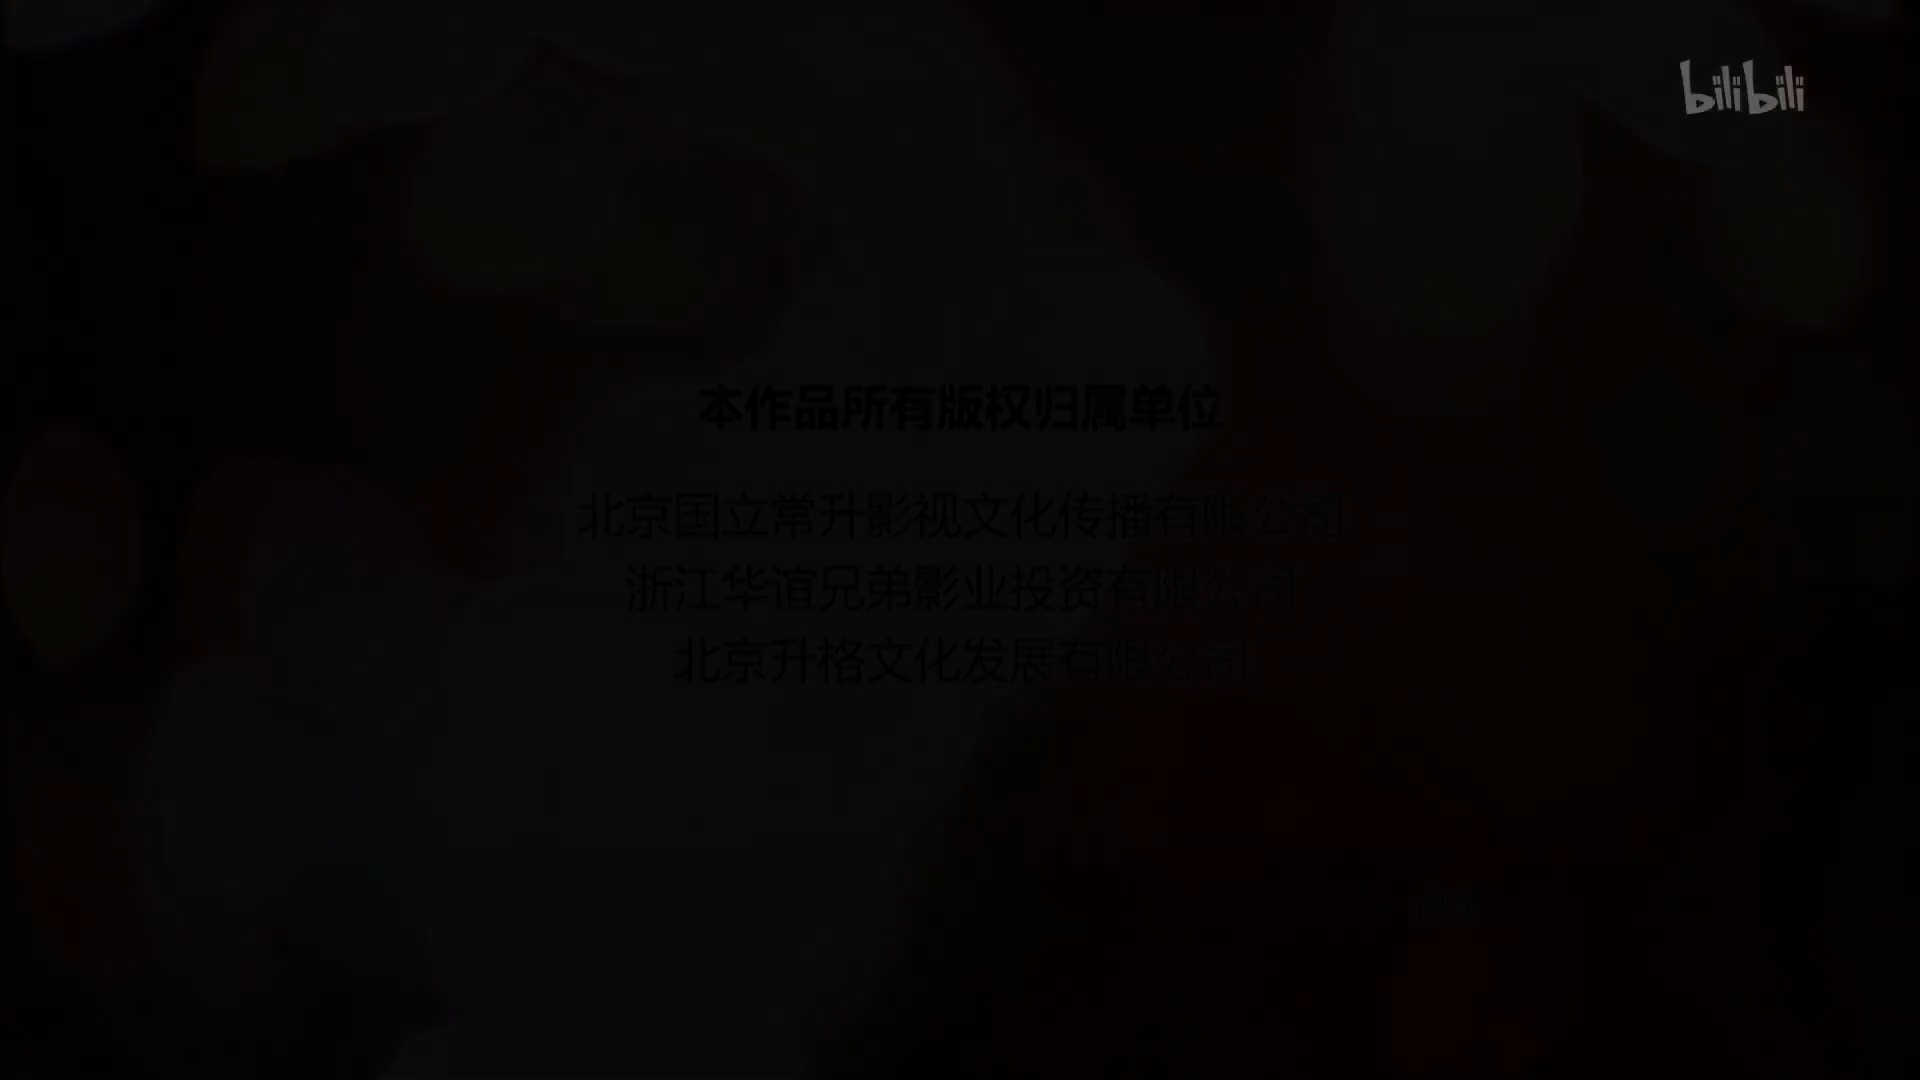 bilibili
本作品所有版权归属单位
北京国立常升影视文化传播有限公司
浙江华谊兄弟影业投资有限公司
北京升格文化发展有限公司